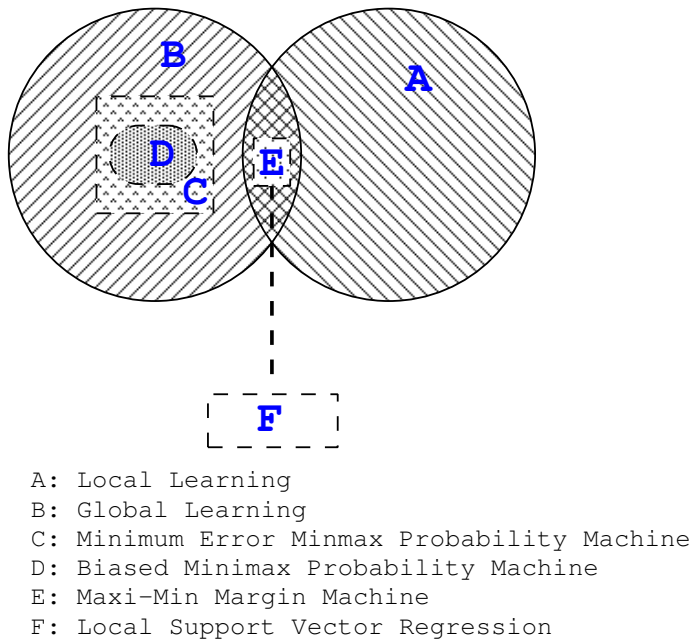 B
A
D
E
C
F
A: Local Learning
B: Global Learning
C: Minimum Error Minmax Probability Machine
D: Biased Minimax Probability Machine
E: Maxi-Min Margin Machine
F: Local Support Vector Regression